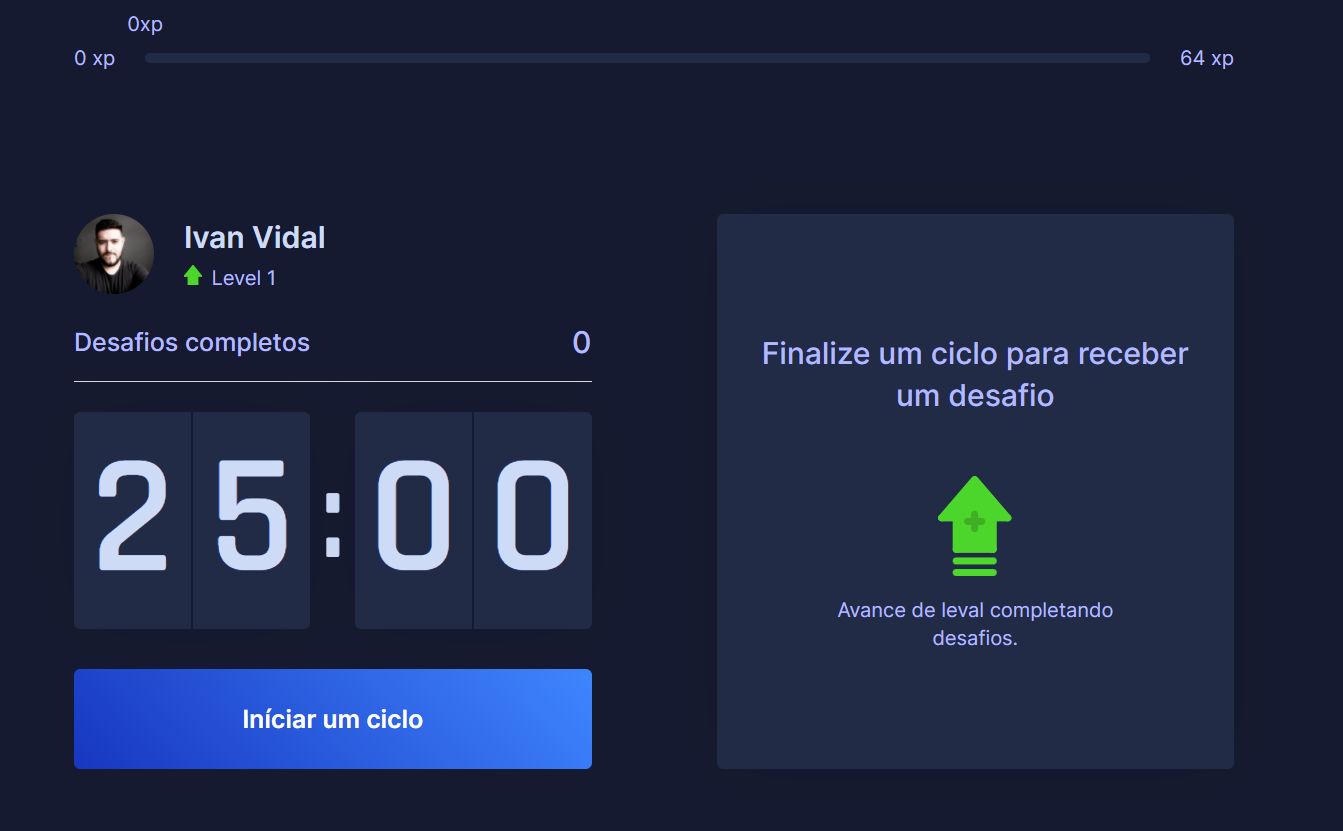 0xp
0 xp
64 xp
Ivan Vidal
Level 1
Desafios completos
0
25:00
Iníciar um ciclo
Finalize um ciclo para receber
um desafio
Avance de leval completando
desafios.